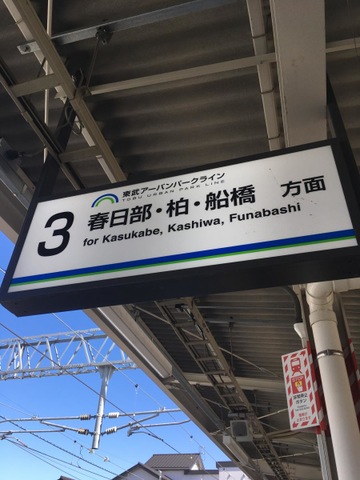 東武アーバンパークライン
TOBU URBAN PARK LINE
3 春日部・柏・船橋 方面
for Kasukabe, Kashiwa, Funabashi